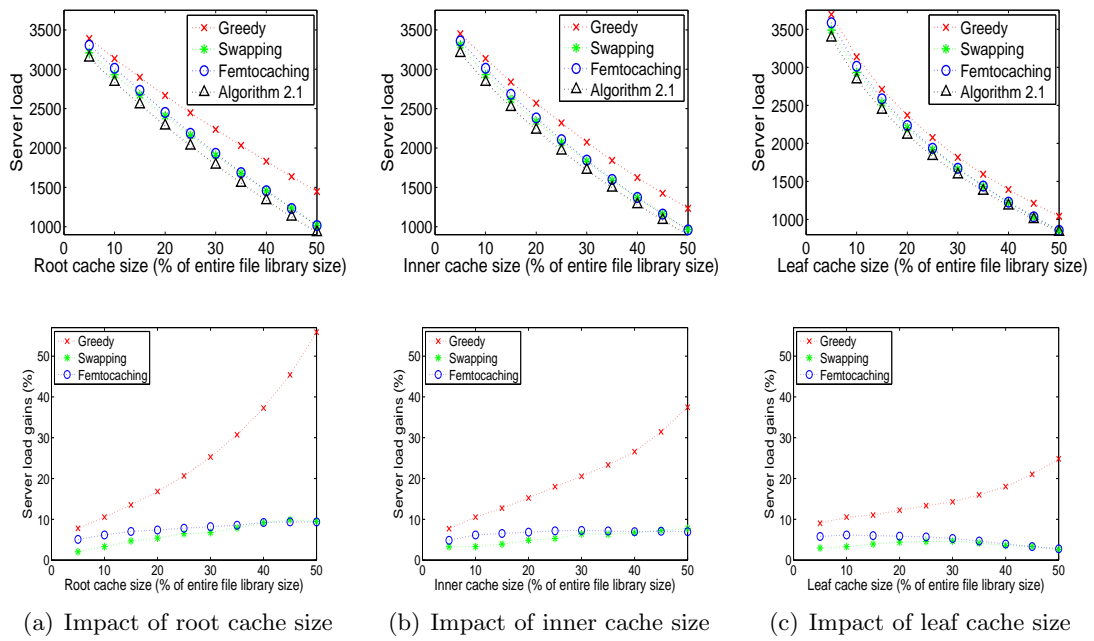 3500
3000
2500
2000
1500
1000
Server load
Greedy
Swapping
Femtocaching
Algorithm 2.1
0 10 20 30 40 50
Root cache size (% of entire file library size)
3500
3000
2500
2000
1500
1000
Server load
Greedy
Swapping
Femtocaching
Algorithm 2.1
0 10 20 30 40 50
Inner cache size (% of entire file library size)
3500
3000
2500
2000
1500
1000
Server load
Greedy
Swapping
Femtocaching
Algorithm 2.1
0 10 20 30 40 50
Leaf cache size (% of entire file library size)
50
40
30
20
10
0
Server load gains (%)
Greedy
Swapping
Femtocaching
0 10 20 30 40 50
Root cache size (% of entire file library size)
50
40
30
20
10
0
Server load gains (%)
Greedy
Swapping
Femtocaching
0 10 20 30 40 50
Inner cache size (% of entire file library size)
50
40
30
20
10
0
Server load gains (%)
Greedy
Swapping
Femtocaching
0 10 20 30 40 50
Leaf cache size (% of entire file library size)
(a) Impact of root cache size
(b) Impact of inner cache size
(c) Impact of leaf cache size